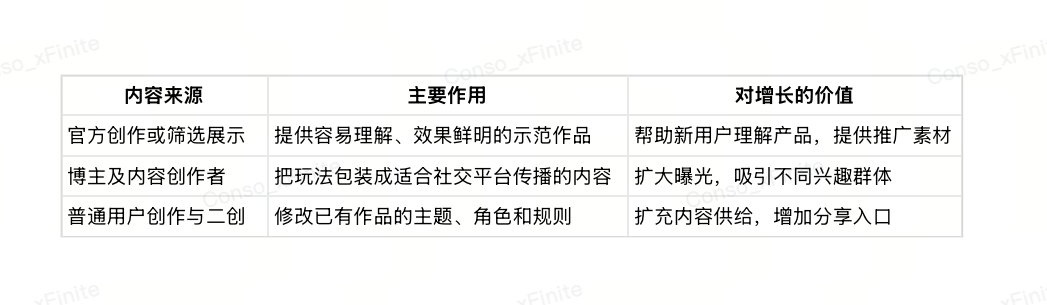 Conso_xFinite
内容来源 主要作用 对增长的价值
官方创作或筛选展示 提供容易理解、效果鲜明的示范作品 帮助新用户理解产品，提供推广素材
博主及内容创作者 把玩法包装成适合社交平台传播的内容 扩大曝光，吸引不同兴趣群体
普通用户创作与二创 修改已有作品的主题、角色和规则 扩充内容供给，增加分享入口